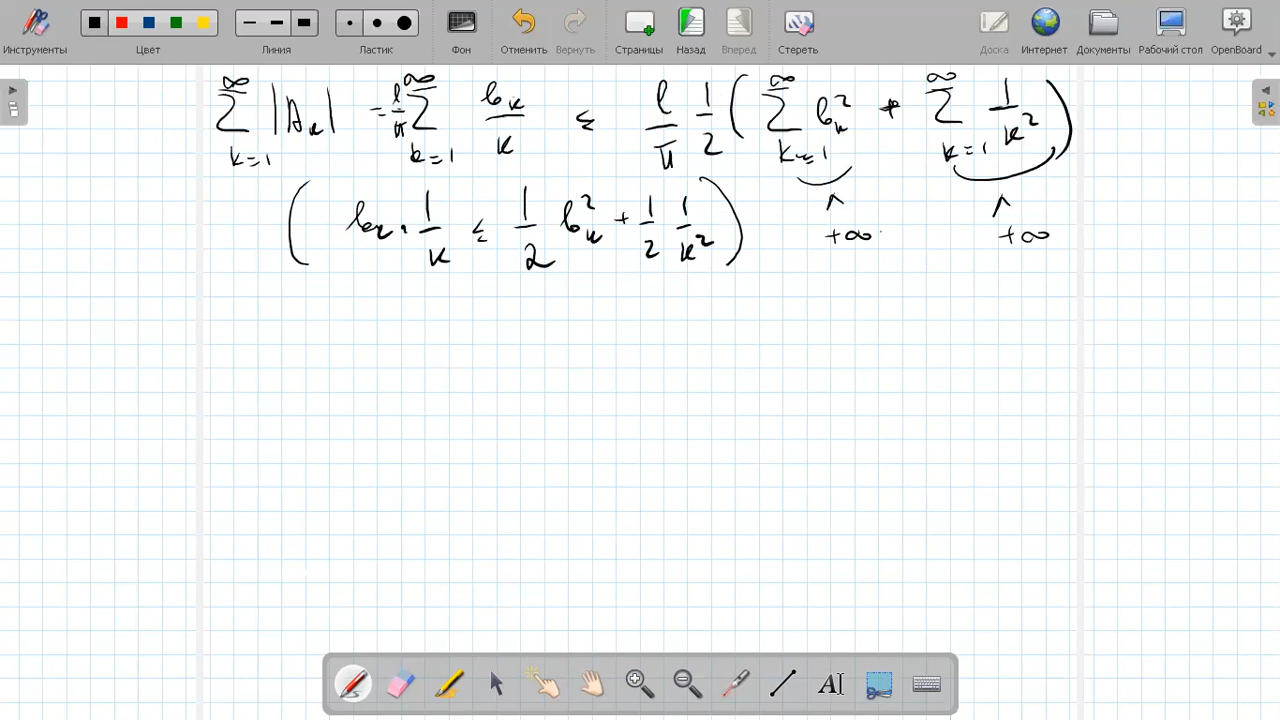 Инструменты Цвет Линия Ластик Фон Отменить Вернуть Страницы Назад Вперед Стереть Доска Интернет Документы Рабочий стол OpenBoard
∞ ∑ k=1 |A_k| = l/π ∞ ∑ k=1 b_k/k ≤ l/π 1/2 ( ∞ ∑ k=1 b_k² + ∞ ∑ k=1 1/k² )
( b_k · 1/k ≤ 1/2 b_k² + 1/2 1/k² ) ∧ +∞ ∧ +∞